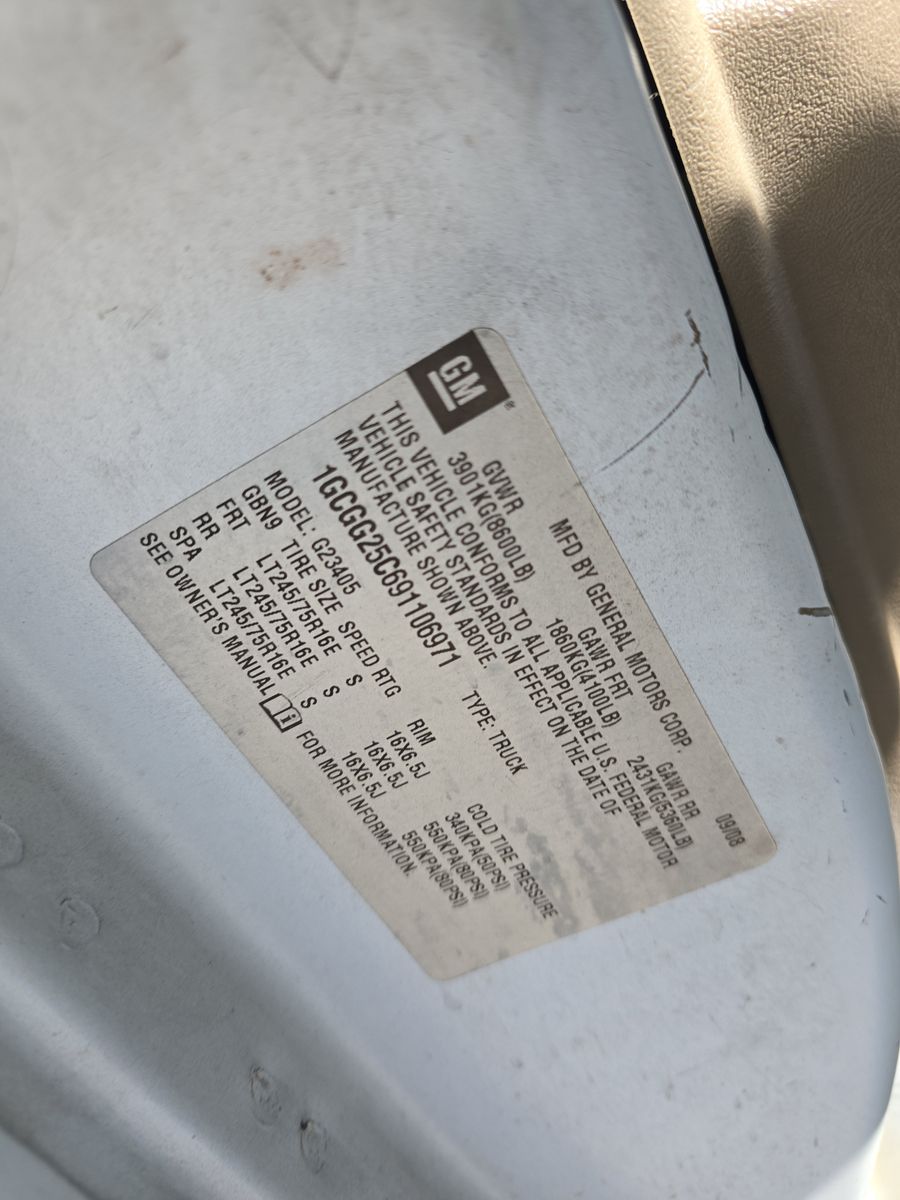 GM ®
MFD BY GENERAL MOTORS CORP. 09/08
GVWR GAWR FRT GAWR RR
3901KG(8600LB) 1860KG(4100LB) 2431KG(5360LB)
THIS VEHICLE CONFORMS TO ALL APPLICABLE U.S. FEDERAL MOTOR
VEHICLE SAFETY STANDARDS IN EFFECT ON THE DATE OF
MANUFACTURE SHOWN ABOVE.
1GCGG25C691106971 TYPE: TRUCK
MODEL: G23405
GBN9 TIRE SIZE SPEED RTG RIM COLD TIRE PRESSURE
FRT LT245/75R16E S 16X6.5J 340KPA(50PSI)
RR LT245/75R16E S 16X6.5J 550KPA(80PSI)
SPA LT245/75R16E S 16X6.5J 550KPA(80PSI)
SEE OWNER'S MANUAL i FOR MORE INFORMATION.